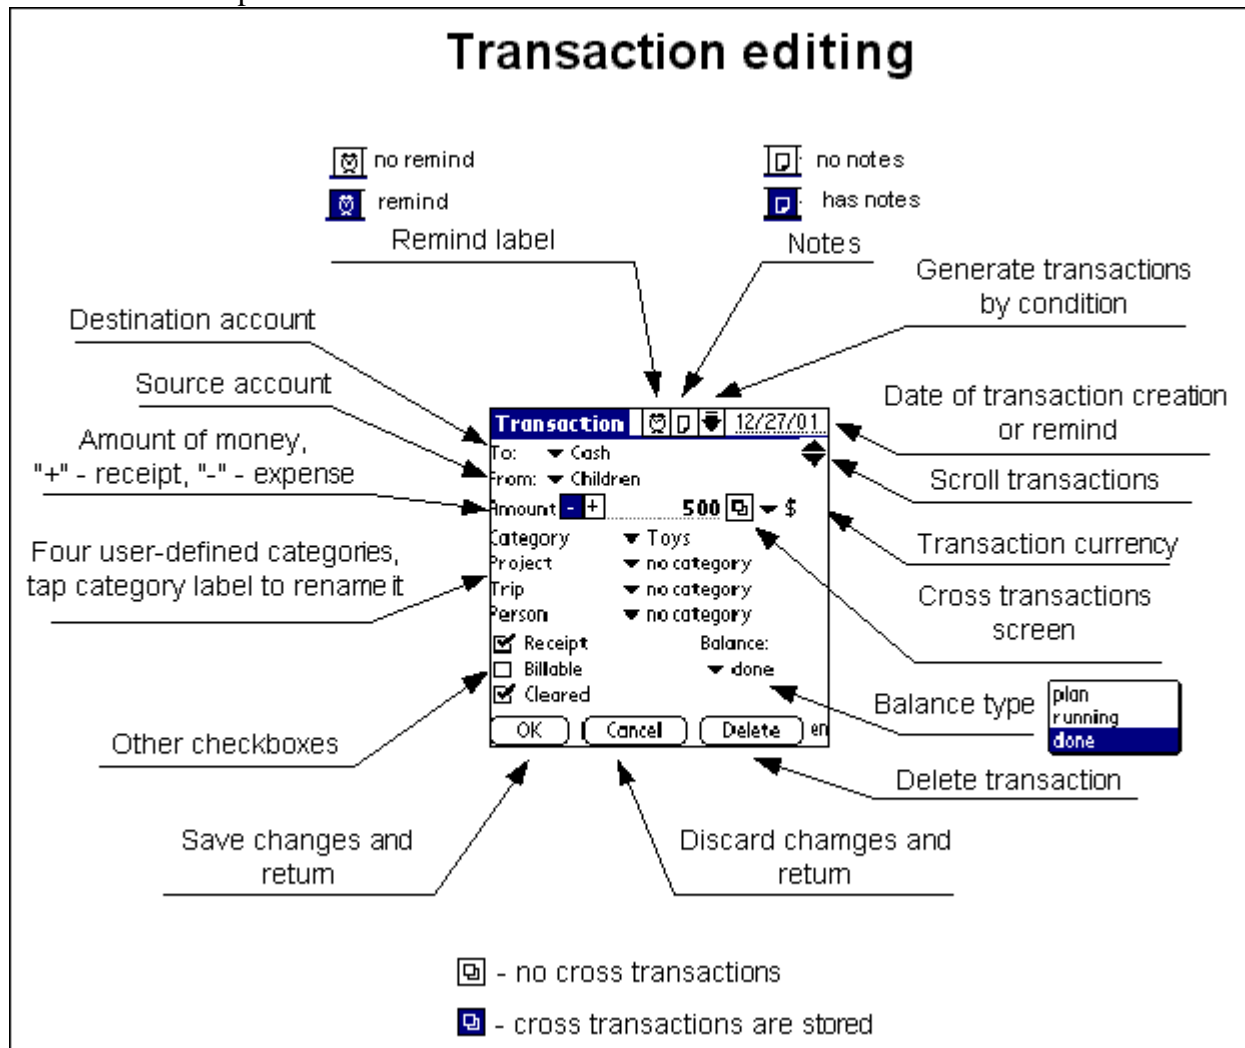 Transaction editing
no remind
no notes
remind
has notes
Remind label
Notes
Generate transactions
by condition
Destination account
Source account
Date of transaction creation
or remind
Amount of money,
"+" - receipt, "-" - expense
Scroll transactions
Transaction 12/27/01
To: Cash
From: Children
Amount - + 500 $
Category Toys
Project no category
Trip no category
Person no category
Receipt Balance:
Billable done
Cleared
OK Cancel Delete en
Four user-defined categories,
tap category label to rename it
Transaction currency
Cross transactions
screen
Balance type
plan
running
done
Other checkboxes
Delete transaction
Save changes and
return
Discard chamges and
return
- no cross transactions
- cross transactions are stored